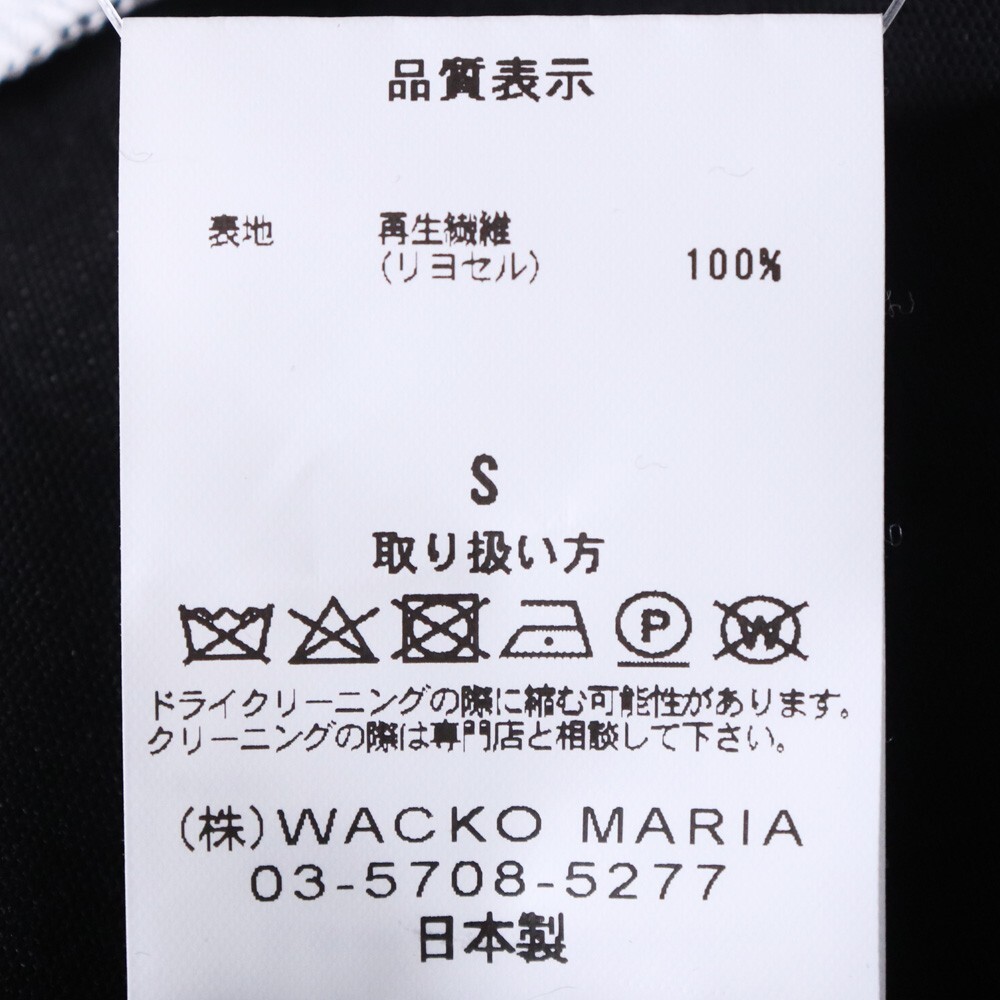 品質表示
表地 再生繊維 (リヨセル) 100%
S
取り扱い方
P W
ドライクリーニングの際に縮む可能性があります。
クリーニングの際は専門店と相談して下さい。
(株)WACKO MARIA
03-5708-5277
日本製